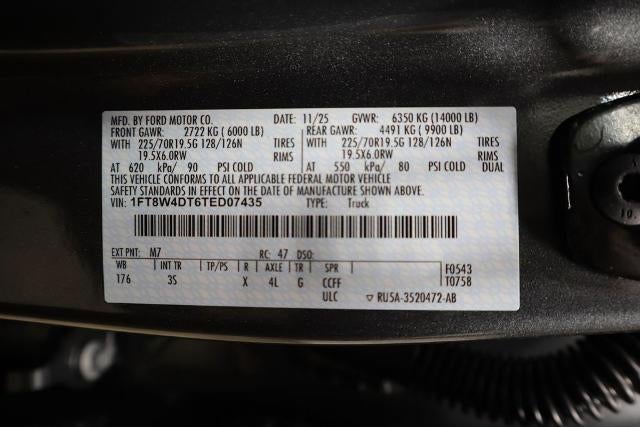 MFD. BY FORD MOTOR CO. DATE: 11/25 GVWR: 6350 KG (14000 LB)
FRONT GAWR: 2722 KG (6000 LB) REAR GAWR: 4491 KG (9900 LB)
WITH 225/70R19.5G 128/126N TIRES WITH 225/70R19.5G 128/126N TIRES
19.5X6.0RW RIMS 19.5X6.0RW RIMS
AT 620 kPa/ 90 PSI COLD AT 550 kPa/ 80 PSI COLD DUAL
THIS VEHICLE CONFORMS TO ALL APPLICABLE FEDERAL MOTOR VEHICLE
SAFETY STANDARDS IN EFFECT ON THE DATE OF MANUFACTURE SHOWN ABOVE.
VIN: 1FT8W4DT6TED07435 TYPE: Truck
EXT PNT: M7 RC: 47 DSO:
WB INT TR TP/PS R AXLE TR SPR F0543
176 3S X 4L G CCFF T0758
ULC ▽ RU5A-3520472-AB